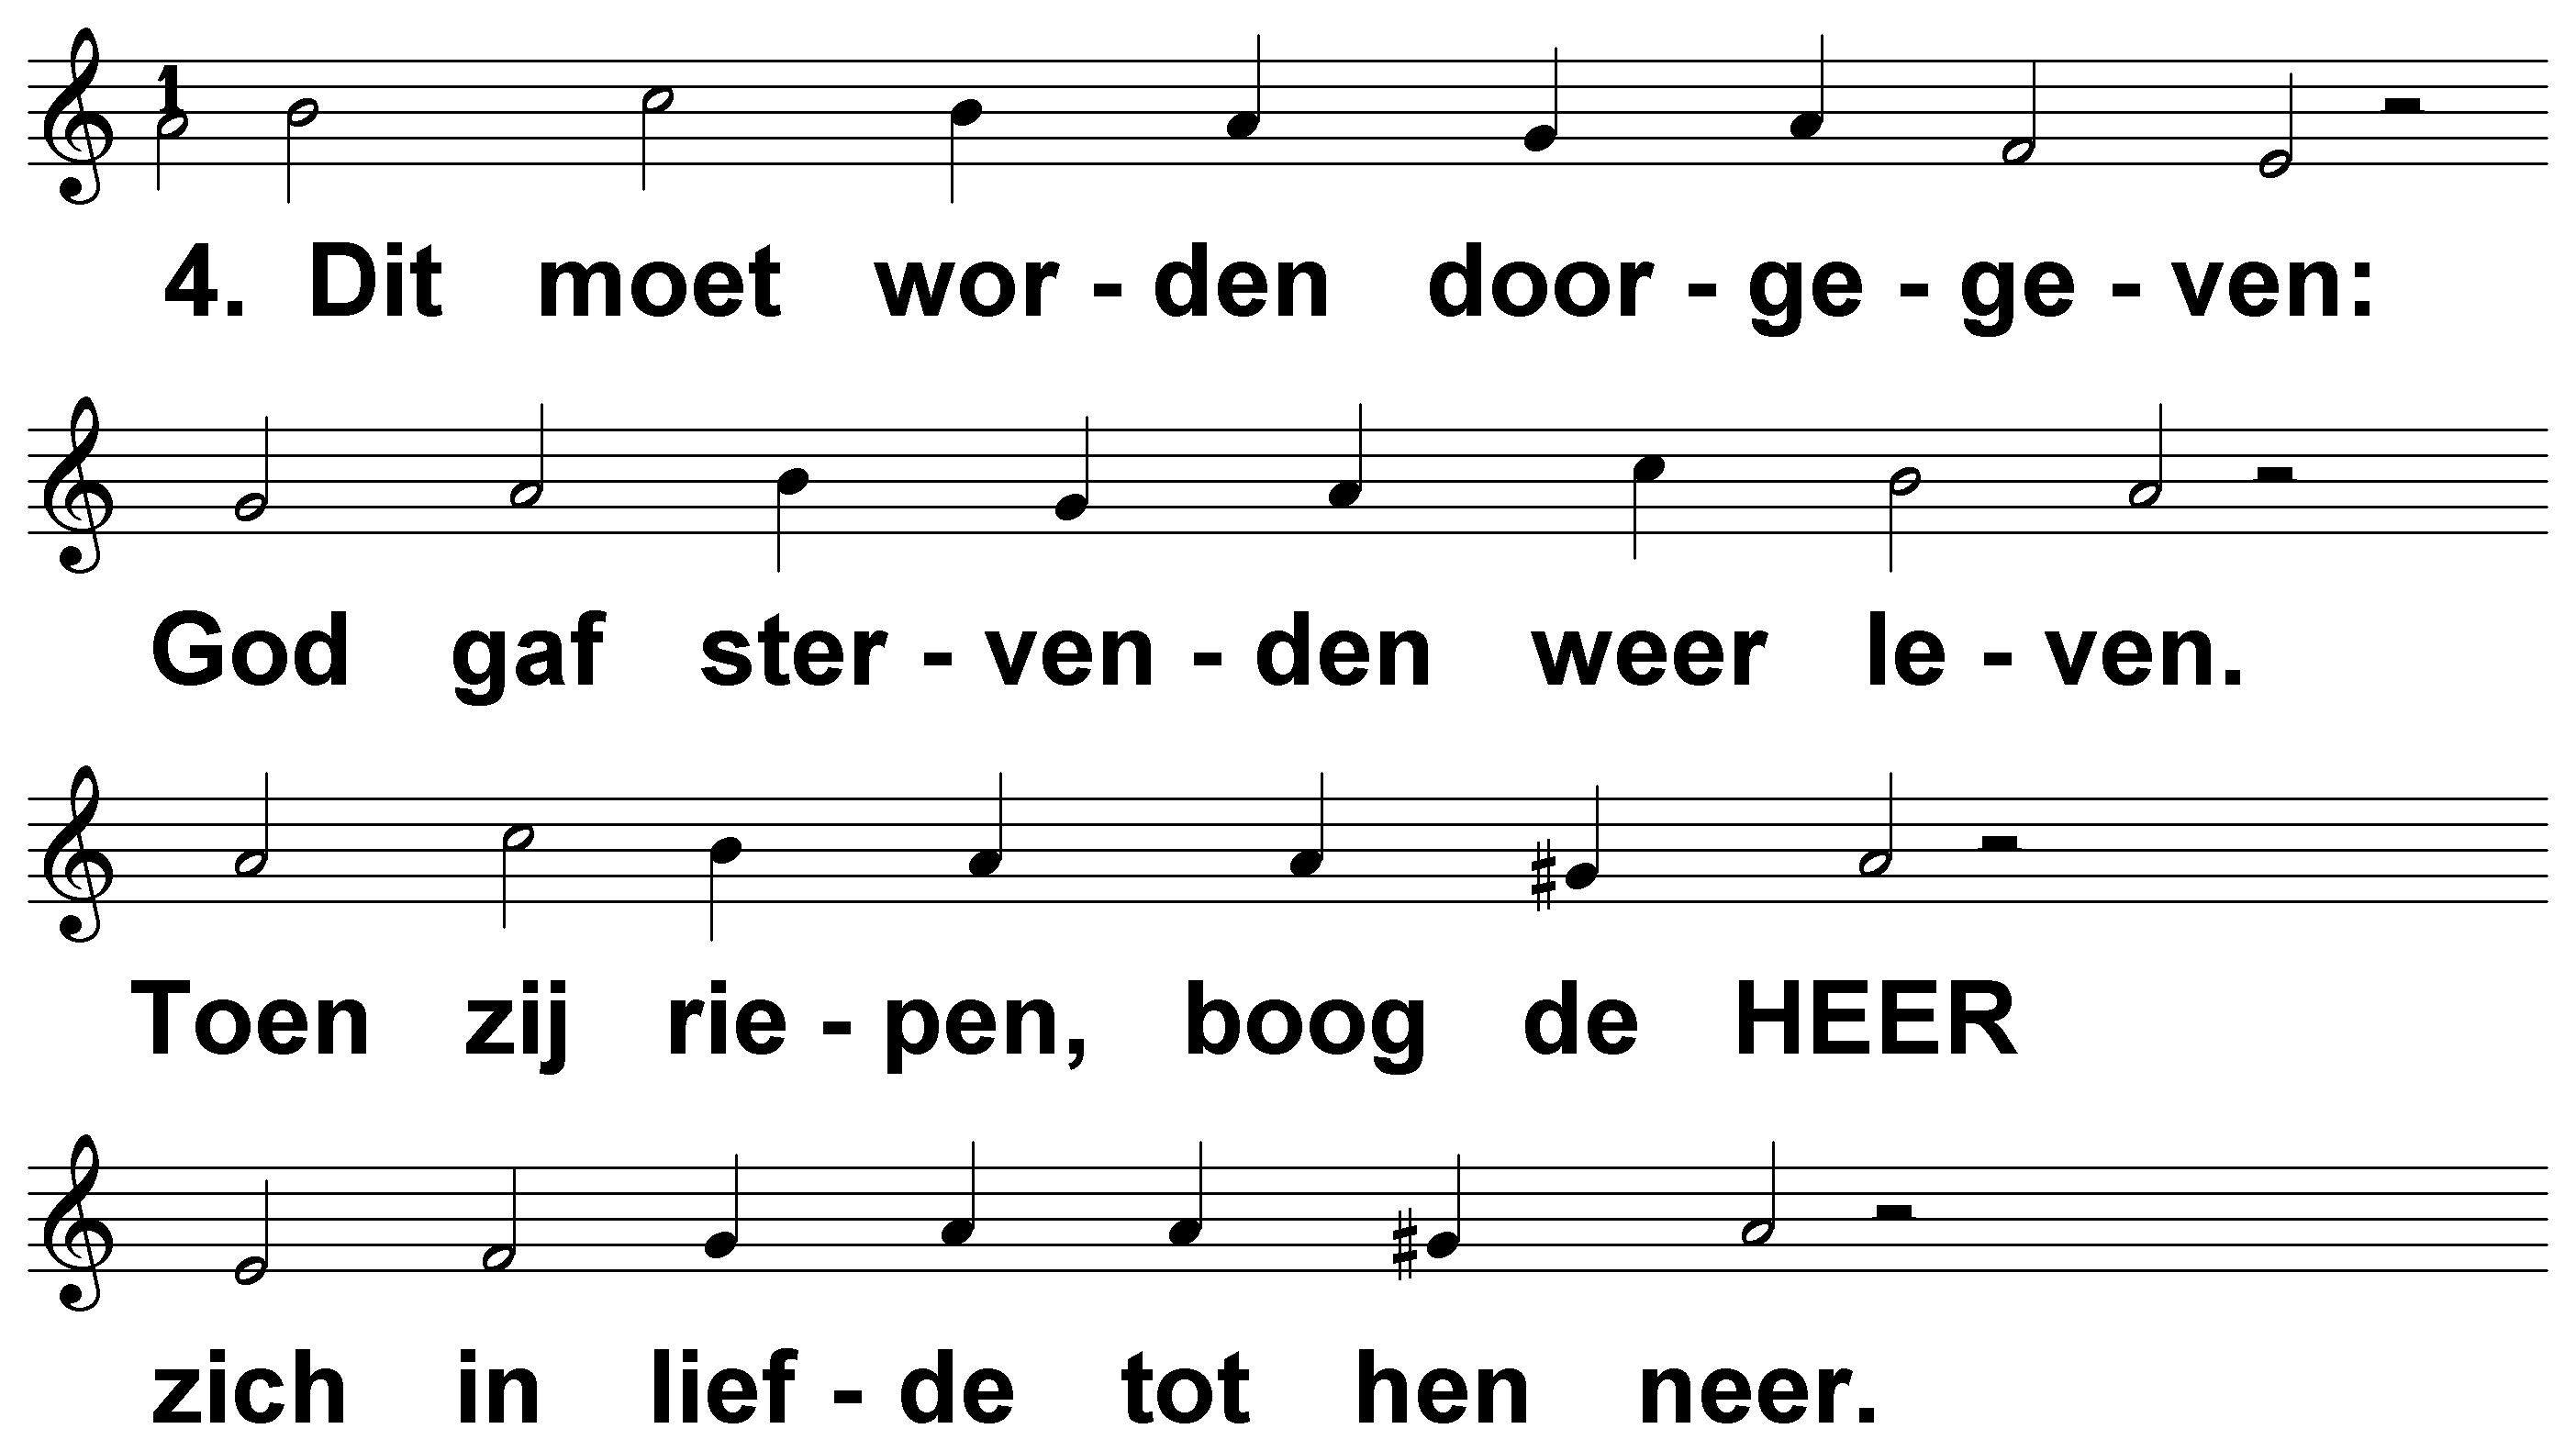 1
4. Dit moet wor - den door - ge - ge - ven:
God gaf ster - ven - den weer le - ven.
Toen zij rie - pen, boog de HEER
zich in lief - de tot hen neer.